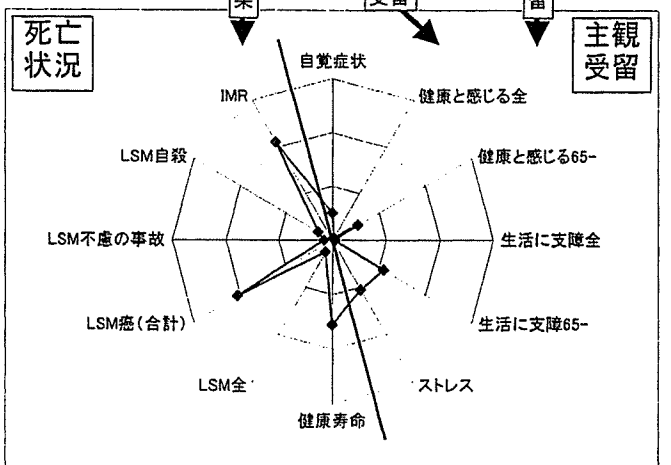 受留
留
死亡
状況
主観
受留
自覚症状
IMR
健康と感じる全
LSM自殺
健康と感じる65-
LSM不慮の事故
生活に支障全
LSM癌(合計)
生活に支障65-
LSM全
ストレス
健康寿命